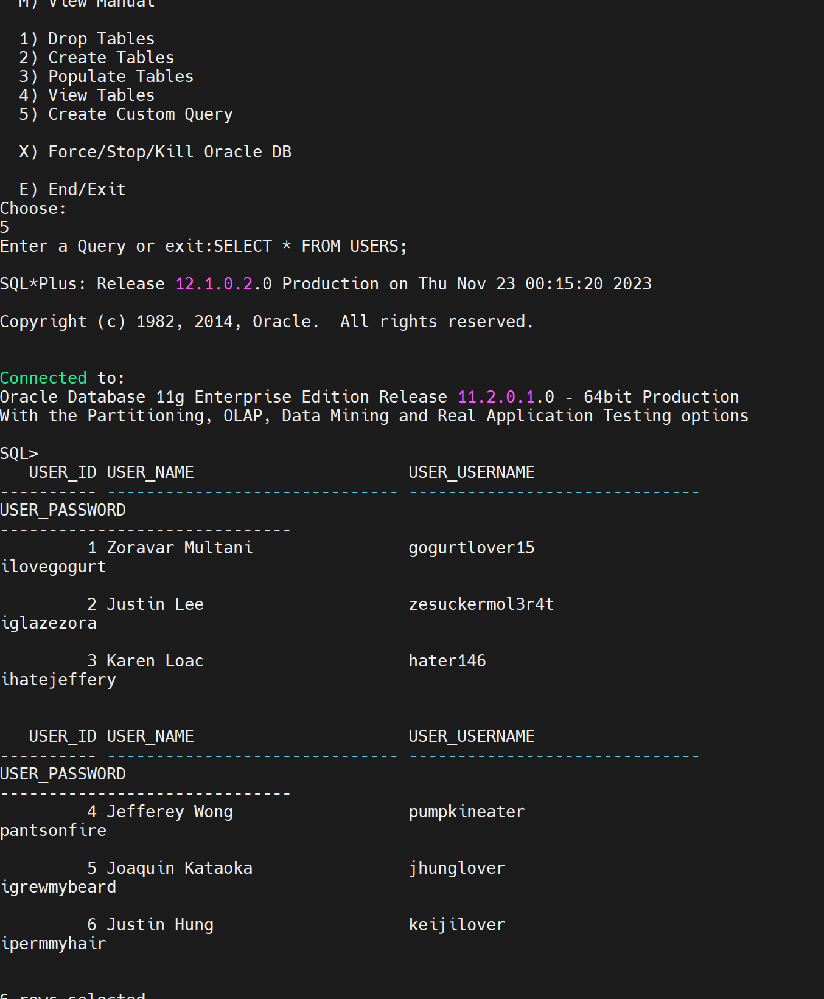 M) View Manual
1) Drop Tables
2) Create Tables
3) Populate Tables
4) View Tables
5) Create Custom Query
X) Force/Stop/Kill Oracle DB
E) End/Exit
Choose:
5
Enter a Query or exit:SELECT * FROM USERS;
SQL*Plus: Release 12.1.0.2.0 Production on Thu Nov 23 00:15:20 2023
Copyright (c) 1982, 2014, Oracle.  All rights reserved.
Connected to:
Oracle Database 11g Enterprise Edition Release 11.2.0.1.0 - 64bit Production
With the Partitioning, OLAP, Data Mining and Real Application Testing options
SQL>
   USER_ID USER_NAME                      USER_USERNAME
---------- ------------------------------ ------------------------------
USER_PASSWORD
------------------------------
         1 Zoravar Multani                gogurtlover15
ilovegogurt
         2 Justin Lee                     zesuckermol3r4t
iglazezora
         3 Karen Loac                     hater146
ihatejeffery
   USER_ID USER_NAME                      USER_USERNAME
---------- ------------------------------ ------------------------------
USER_PASSWORD
------------------------------
         4 Jefferey Wong                  pumpkineater
pantsonfire
         5 Joaquin Kataoka                jhunglover
igrewmybeard
         6 Justin Hung                    keijilover
ipermmyhair
6 rows selected